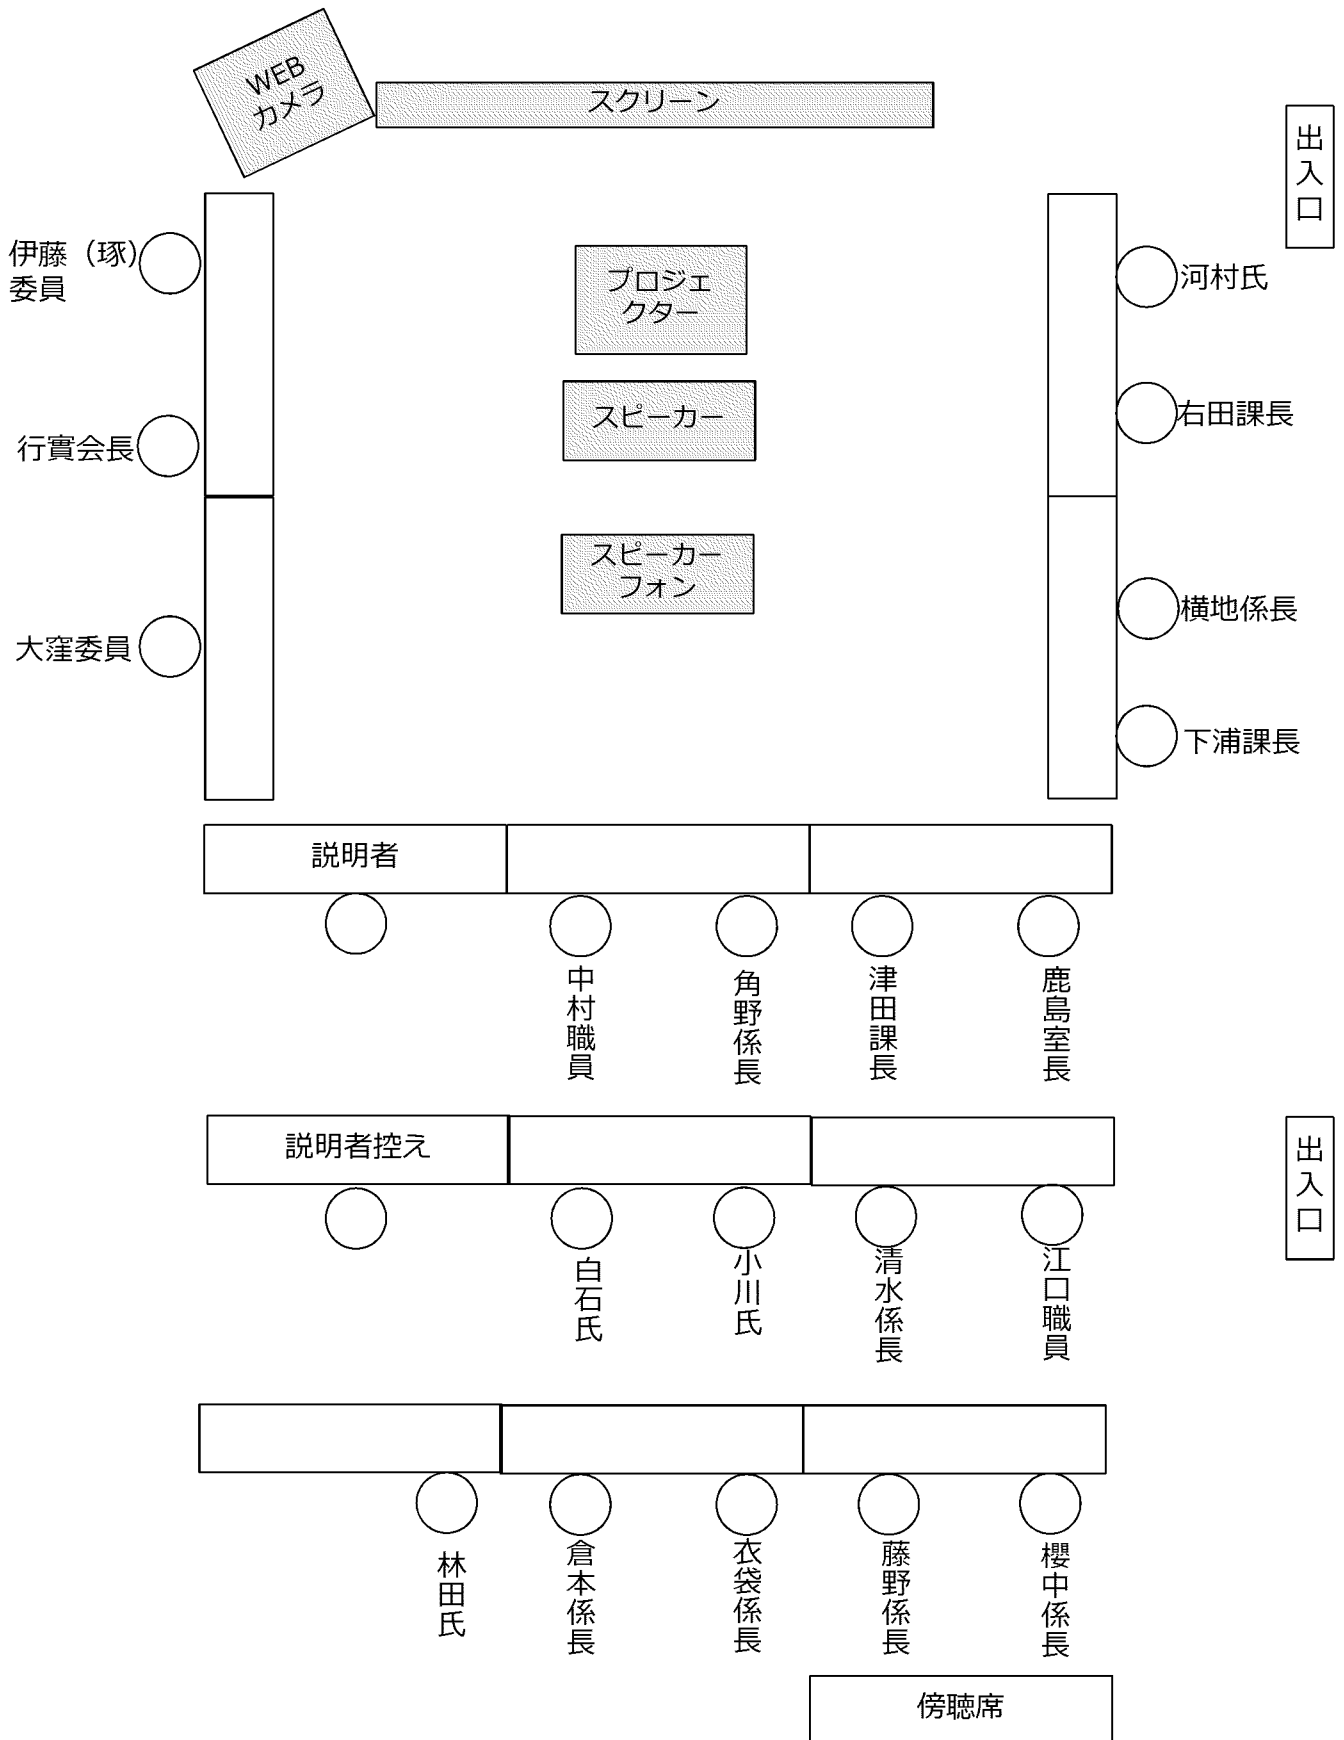 WEB
カメラ
スクリーン
出入口
伊藤（琢）
委員
プロジェ
クター
河村氏
スピーカー
右田課長
行實会長
スピーカー
フォン
横地係長
大窪委員
下浦課長
説明者
中村職員
角野係長
津田課長
鹿島室長
説明者控え
出入口
白石氏
小川氏
清水係長
江口職員
林田氏
倉本係長
衣袋係長
藤野係長
櫻中係長
傍聴席